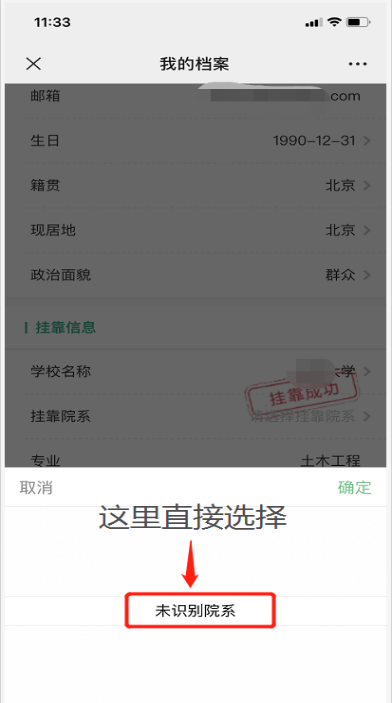 11:33
我的档案
邮箱 com
生日 1990-12-31
籍贯 北京
现居地 北京
政治面貌 群众
挂靠信息
学校名称 大学
挂靠成功
挂靠院系 请选择挂靠院系
专业 土木工程
取消 确定
这里直接选择
未识别院系